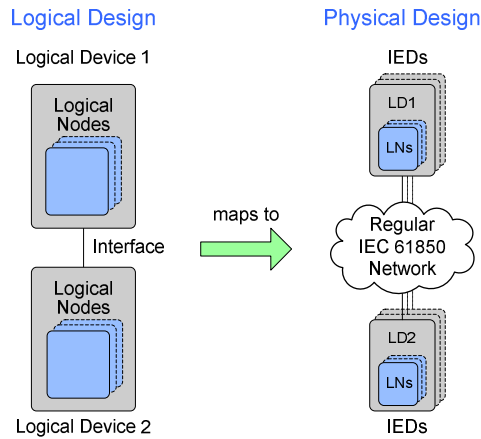 Logical Design
Physical Design
Logical Device 1
Logical
Nodes
Interface
Logical
Nodes
Logical Device 2
maps to
IEDs
LD1
LNs
Regular
IEC 61850
Network
LD2
LNs
IEDs